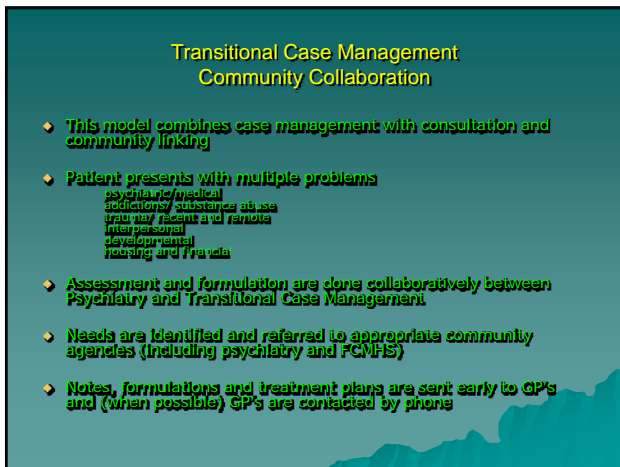 Transitional Case Management
Community Collaboration
This model combines case management with consultation and
community linking
Patient presents with multiple problems
psychiatric/medical
addictions/ substance abuse
trauma/ recent and remote
interpersonal
developmental
housing and financial
Assessment and formulation are done collaboratively between
Psychiatry and Transitional Case Management
Needs are identified and referred to appropriate community
agencies (including psychiatry and FCMHS)
Notes, formulations and treatment plans are sent early to GP's
and (when possible) GP's are contacted by phone